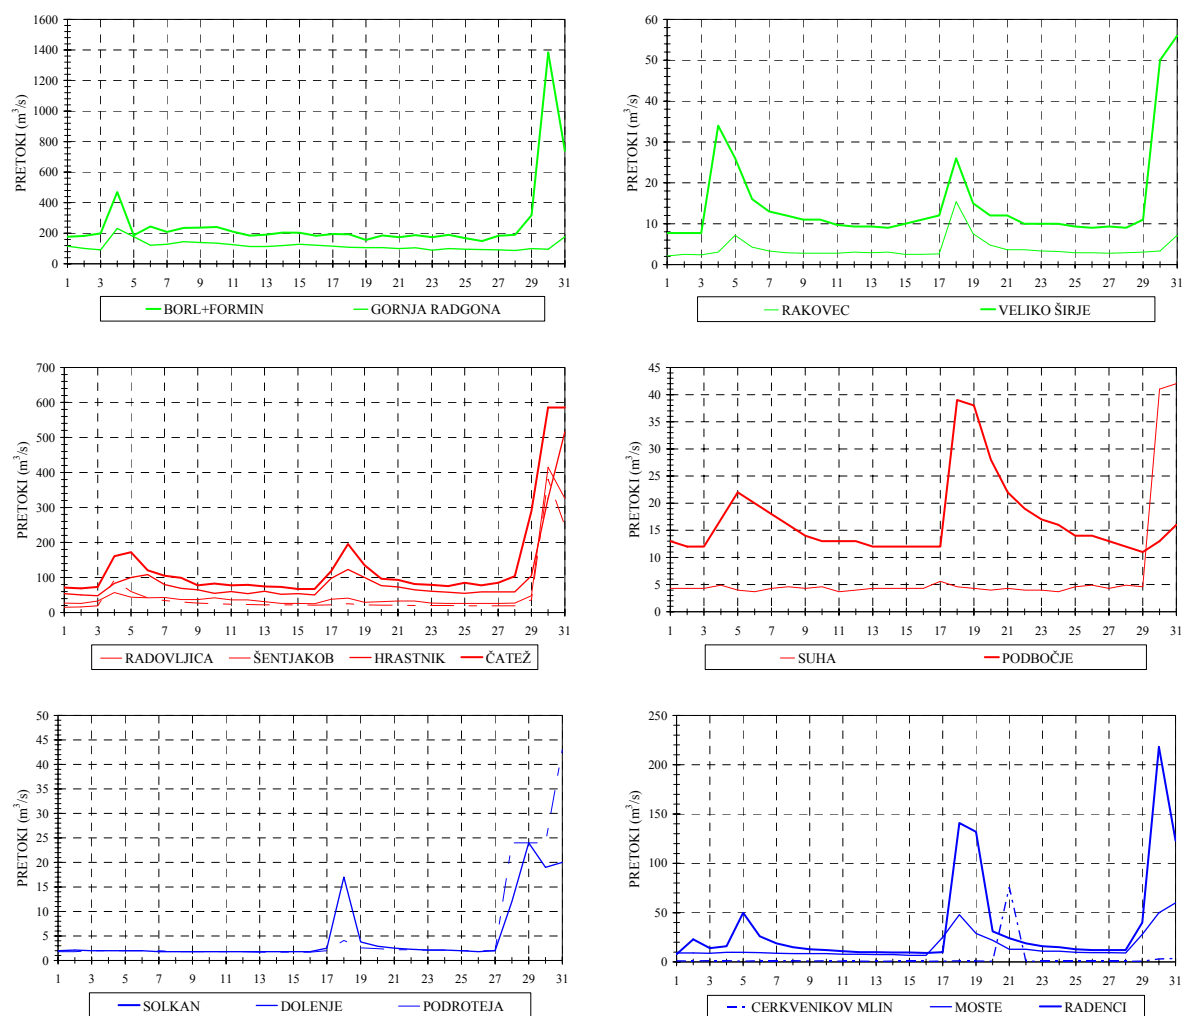 1600
1400
1200
1000
800
600
400
200
0
PRETOKI (m³/s)
1 3 5 7 9 11 13 15 17 19 21 23 25 27 29 31
BORL+FORMIN GORNJA RADGONA
60
50
40
30
20
10
0
PRETOKI (m³/s)
1 3 5 7 9 11 13 15 17 19 21 23 25 27 29 31
RAKOVEC VELIKO ŠIRJE
700
600
500
400
300
200
100
0
PRETOKI (m³/s)
1 3 5 7 9 11 13 15 17 19 21 23 25 27 29 31
RADOVLJICA ŠENTJAKOB HRASTNIK ČATEŽ
45
40
35
30
25
20
15
10
5
0
PRETOKI (m³/s)
1 3 5 7 9 11 13 15 17 19 21 23 25 27 29 31
SUHA PODBOČJE
50
45
40
35
30
25
20
15
10
5
0
PRETOKI (m³/s)
1 3 5 7 9 11 13 15 17 19 21 23 25 27 29 31
SOLKAN DOLENJE PODROTEJA
250
200
150
100
50
0
PRETOKI (m³/s)
1 3 5 7 9 11 13 15 17 19 21 23 25 27 29 31
CERKVENIKOV MLIN MOSTE RADENCI